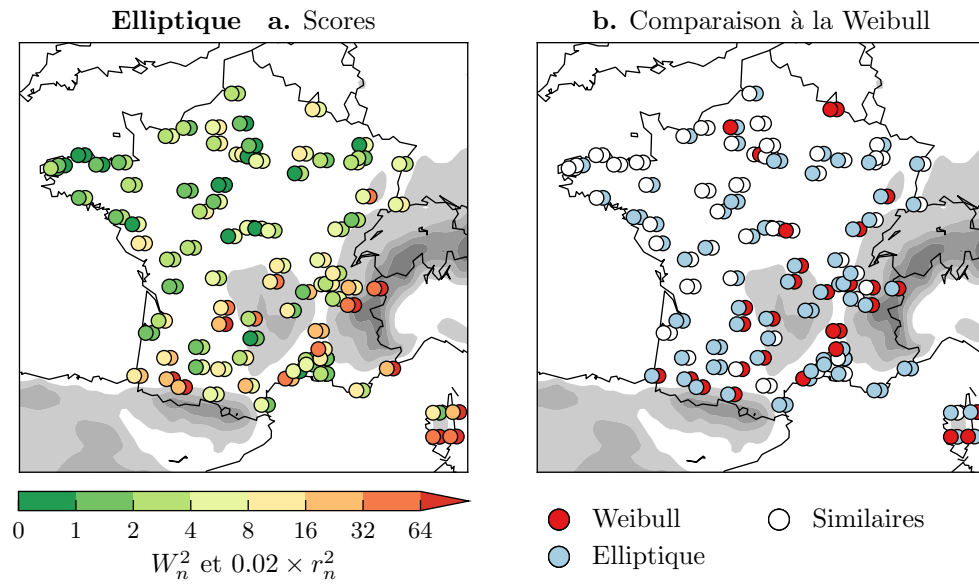 Elliptique a. Scores
b. Comparaison à la Weibull
0 1 2 4 8 16 32 64
$W_n^2$ et $0.02 \times r_n^2$
Weibull
Similaires
Elliptique